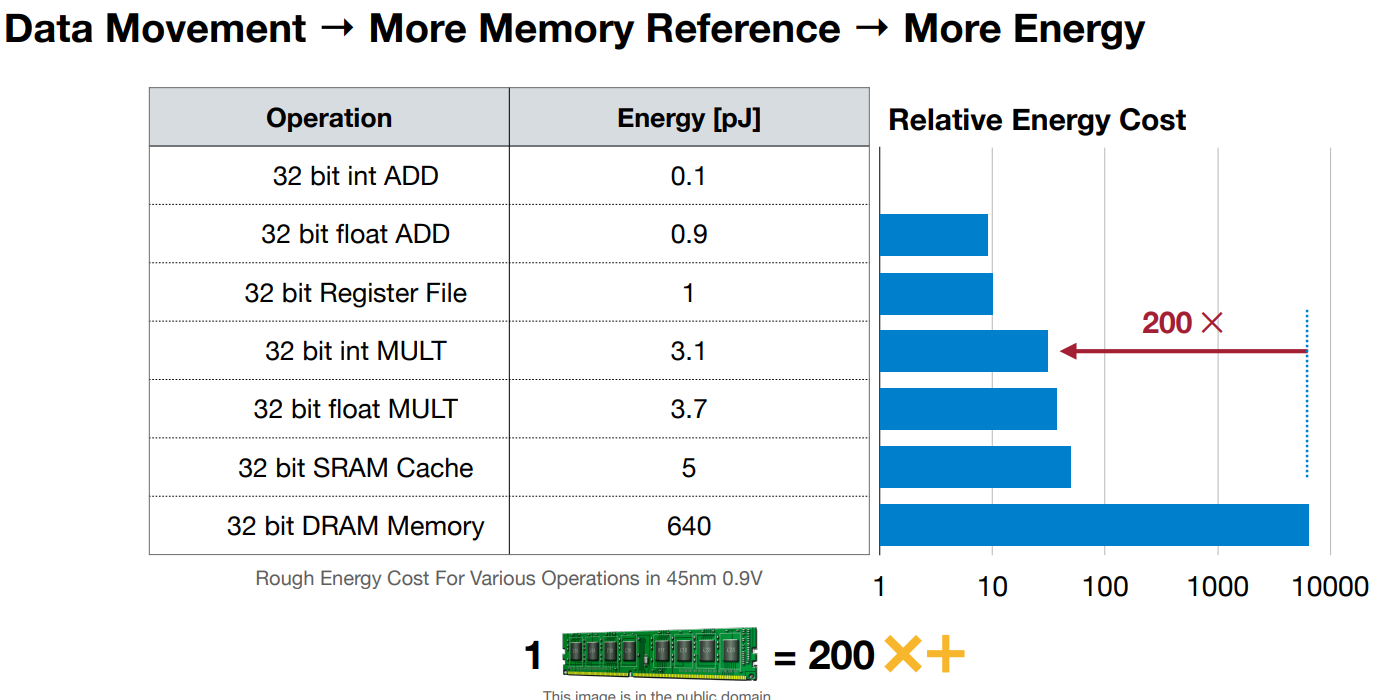 Data Movement → More Memory Reference → More Energy
Operation Energy [pJ] Relative Energy Cost
32 bit int ADD 0.1
32 bit float ADD 0.9
32 bit Register File 1
200 ×
32 bit int MULT 3.1
32 bit float MULT 3.7
32 bit SRAM Cache 5
32 bit DRAM Memory 640
Rough Energy Cost For Various Operations in 45nm 0.9V
1 10 100 1000 10000
1 = 200 ×+
This image is in the public domain